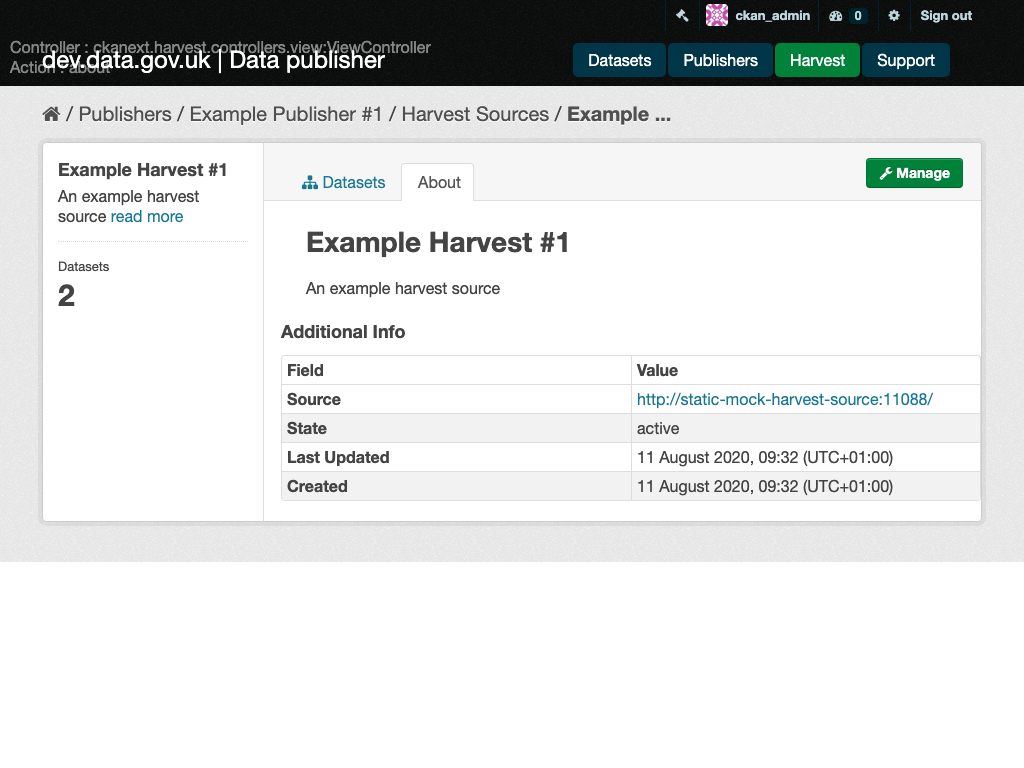 ckan_admin 0 Sign out
Controller : ckanext.harvest.controllers.view:ViewController
Action : about
dev.data.gov.uk | Data publisher
Datasets Publishers Harvest Support
/ Publishers / Example Publisher #1 / Harvest Sources / Example ...
Example Harvest #1
An example harvest
source read more
Datasets
2
Datasets About
Manage
Example Harvest #1
An example harvest source
Additional Info
Field Value
Source http://static-mock-harvest-source:11088/
State active
Last Updated 11 August 2020, 09:32 (UTC+01:00)
Created 11 August 2020, 09:32 (UTC+01:00)